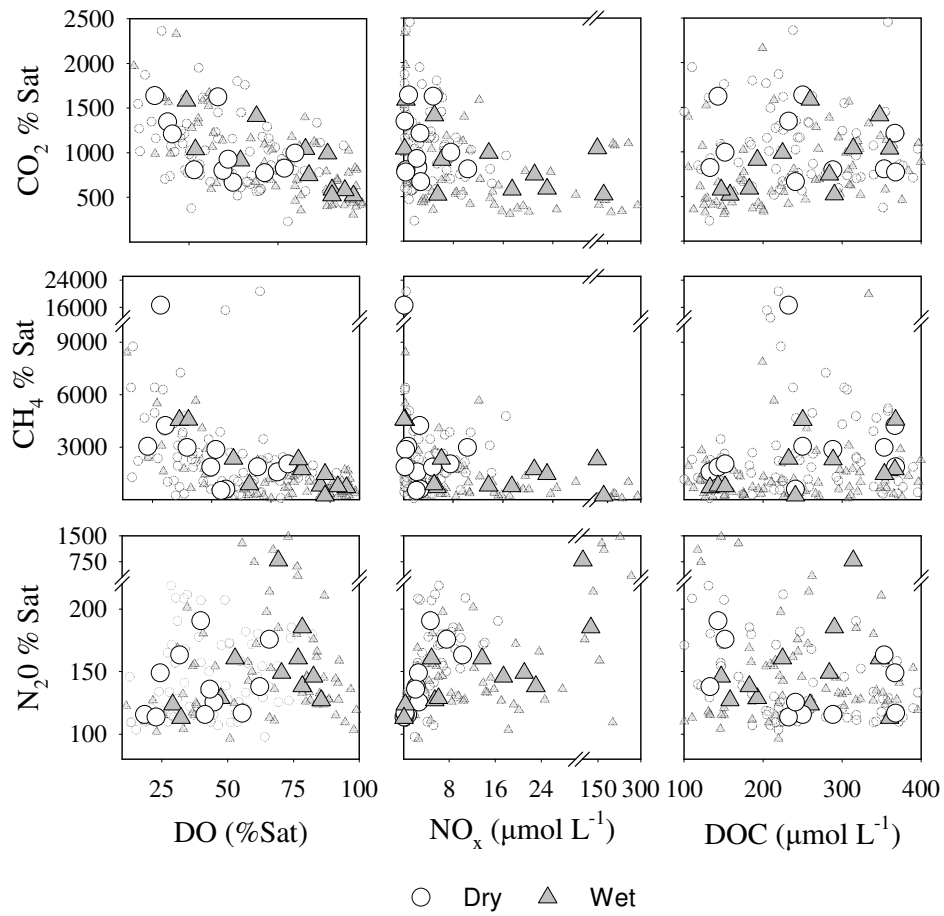 2500
2000
1500
1000
500
CO2 % Sat
24000
16000
9000
6000
3000
CH4 % Sat
1500
750
200
150
100
N20 % Sat
25 50 75 100
8 16 24 150 300
100 200 300 400
DO (%Sat) NOx (μmol L-1) DOC (μmol L-1)
Dry Wet